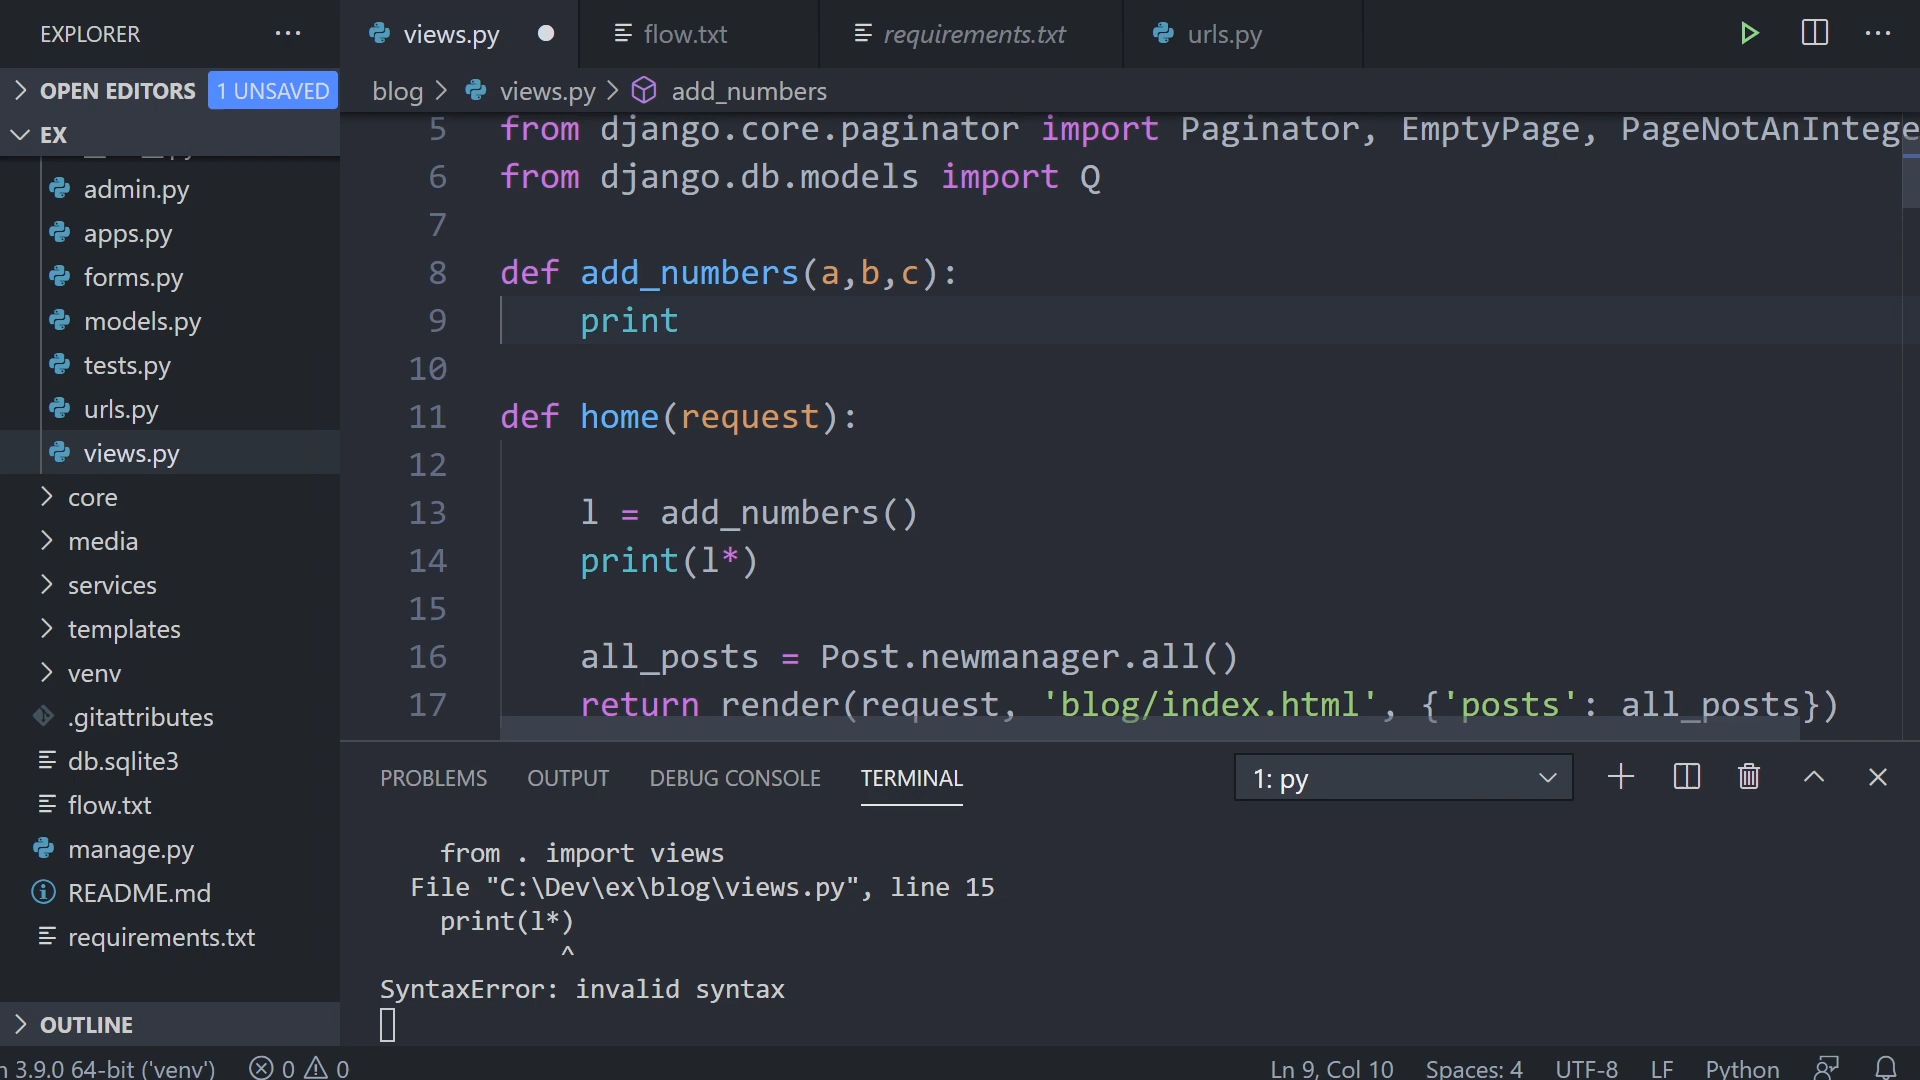 EXPLORER
views.py
flow.txt
requirements.txt
urls.py
OPEN EDITORS
1 UNSAVED
EX
admin.py
apps.py
forms.py
models.py
tests.py
urls.py
views.py
core
media
services
templates
venv
.gitattributes
db.sqlite3
flow.txt
manage.py
README.md
requirements.txt
OUTLINE
blog > views.py > add_numbers
5 from django.core.paginator import Paginator, EmptyPage, PageNotAnIntege
6 from django.db.models import Q
7
8 def add_numbers(a,b,c):
9     print
10
11 def home(request):
12
13     l = add_numbers()
14     print(l*)
15
16     all_posts = Post.newmanager.all()
17     return render(request, 'blog/index.html', {'posts': all_posts})
PROBLEMS OUTPUT DEBUG CONSOLE TERMINAL 1: py
from . import views
File "C:\Dev\ex\blog\views.py", line 15
print(l*)
^
SyntaxError: invalid syntax
n 3.9.0 64-bit ('venv') 0 0 Ln 9, Col 10 Spaces: 4 UTF-8 LF Python